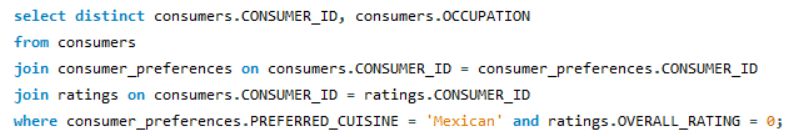 select distinct consumers.CONSUMER_ID, consumers.OCCUPATION
from consumers
join consumer_preferences on consumers.CONSUMER_ID = consumer_preferences.CONSUMER_ID
join ratings on consumers.CONSUMER_ID = ratings.CONSUMER_ID
where consumer_preferences.PREFERRED_CUISINE = 'Mexican' and ratings.OVERALL_RATING = 0;